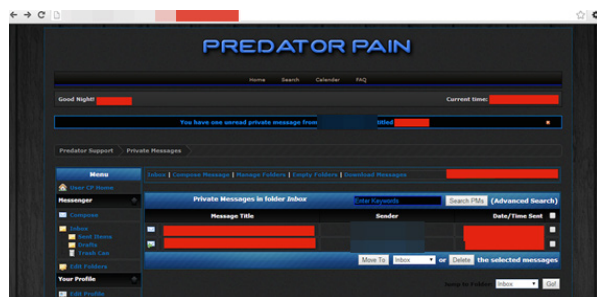 PREDATOR PAIN
Home Search Calendar FAQ
Good Night! Current time:
You have one unread private message from titled
Predator Support Private Messages
Menu
Inbox | Compose Message | Manage Folders | Empty Folders | Download Messages
User CP Home
Messenger
Private Messages in folder Inbox Enter Keywords Search PMs (Advanced Search)
Compose
Message Title Sender Date/Time Sent
Inbox
Sent Items
Drafts
Trash Can
Move To Inbox or Delete the selected messages
Edit Folders
Your Profile
Jump to Folder: Inbox Go!
Edit Profile